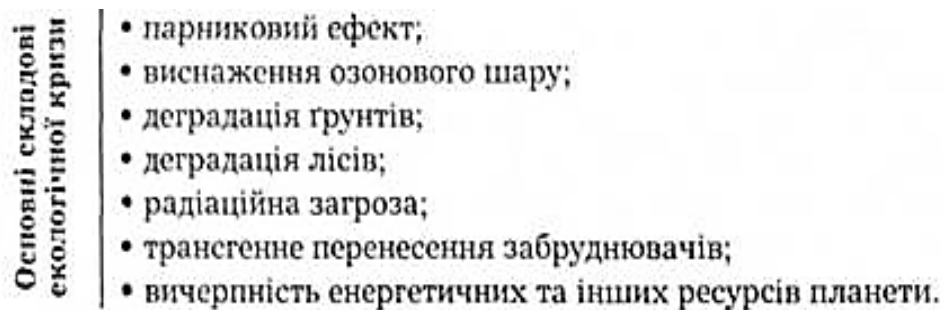 Основні складові
екологічної кризи
• парниковий ефект;
• виснаження озонового шару;
• деградація ґрунтів;
• деградація лісів;
• радіаційна загроза;
• трансгенне перенесення забруднювачів;
• вичерпність енергетичних та інших ресурсів планети.